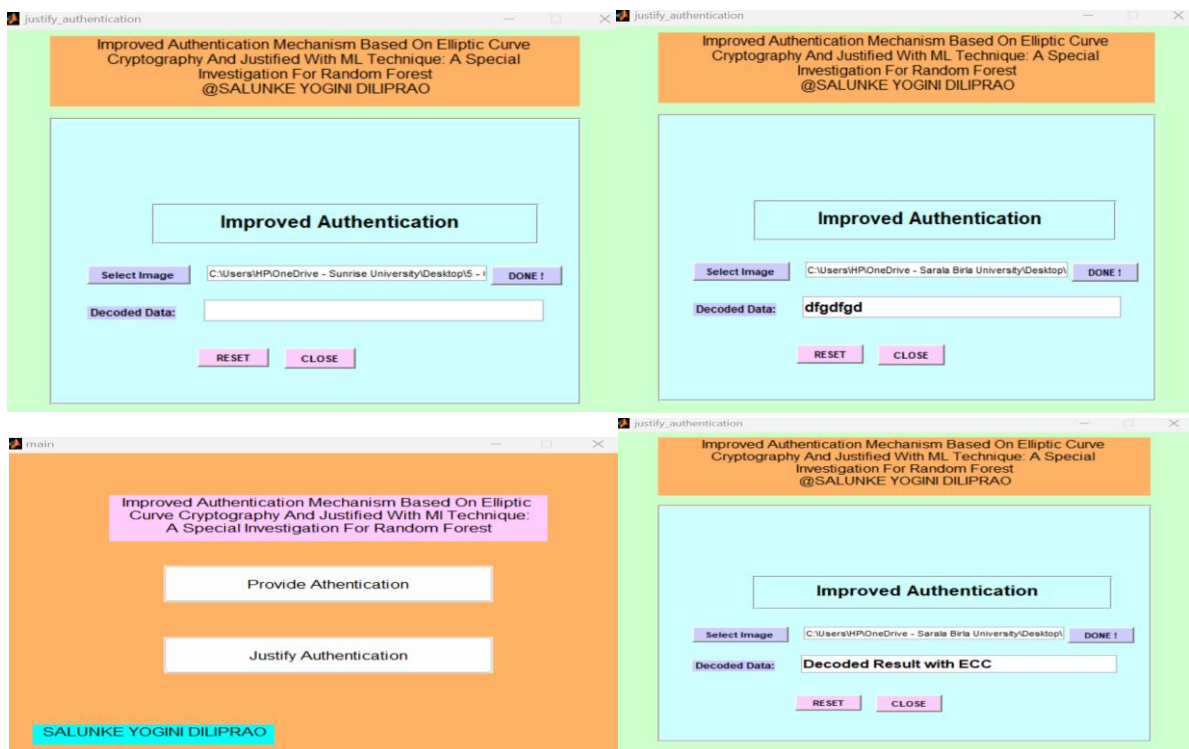 justify_authentication
Improved Authentication Mechanism Based On Elliptic Curve
Cryptography And Justified With ML Technique: A Special
Investigation For Random Forest
@SALUNKE YOGINI DILIPRAO
Improved Authentication
Select Image C:\Users\HP\OneDrive - Sunrise University\Desktop\5 - DONE !
Decoded Data:
RESET CLOSE
justify_authentication
Improved Authentication Mechanism Based On Elliptic Curve
Cryptography And Justified With ML Technique: A Special
Investigation For Random Forest
@SALUNKE YOGINI DILIPRAO
Improved Authentication
Select Image C:\Users\HP\OneDrive - Sarala Birla University\Desktop\ DONE !
Decoded Data: dfgdfgd
RESET CLOSE
main
Improved Authentication Mechanism Based On Elliptic
Curve Cryptography And Justified With Ml Technique:
A Special Investigation For Random Forest
Provide Athentication
Justify Authentication
SALUNKE YOGINI DILIPRAO
justify_authentication
Improved Authentication Mechanism Based On Elliptic Curve
Cryptography And Justified With ML Technique: A Special
Investigation For Random Forest
@SALUNKE YOGINI DILIPRAO
Improved Authentication
Select Image C:\Users\HP\OneDrive - Sarala Birla University\Desktop\ DONE !
Decoded Data: Decoded Result with ECC
RESET CLOSE